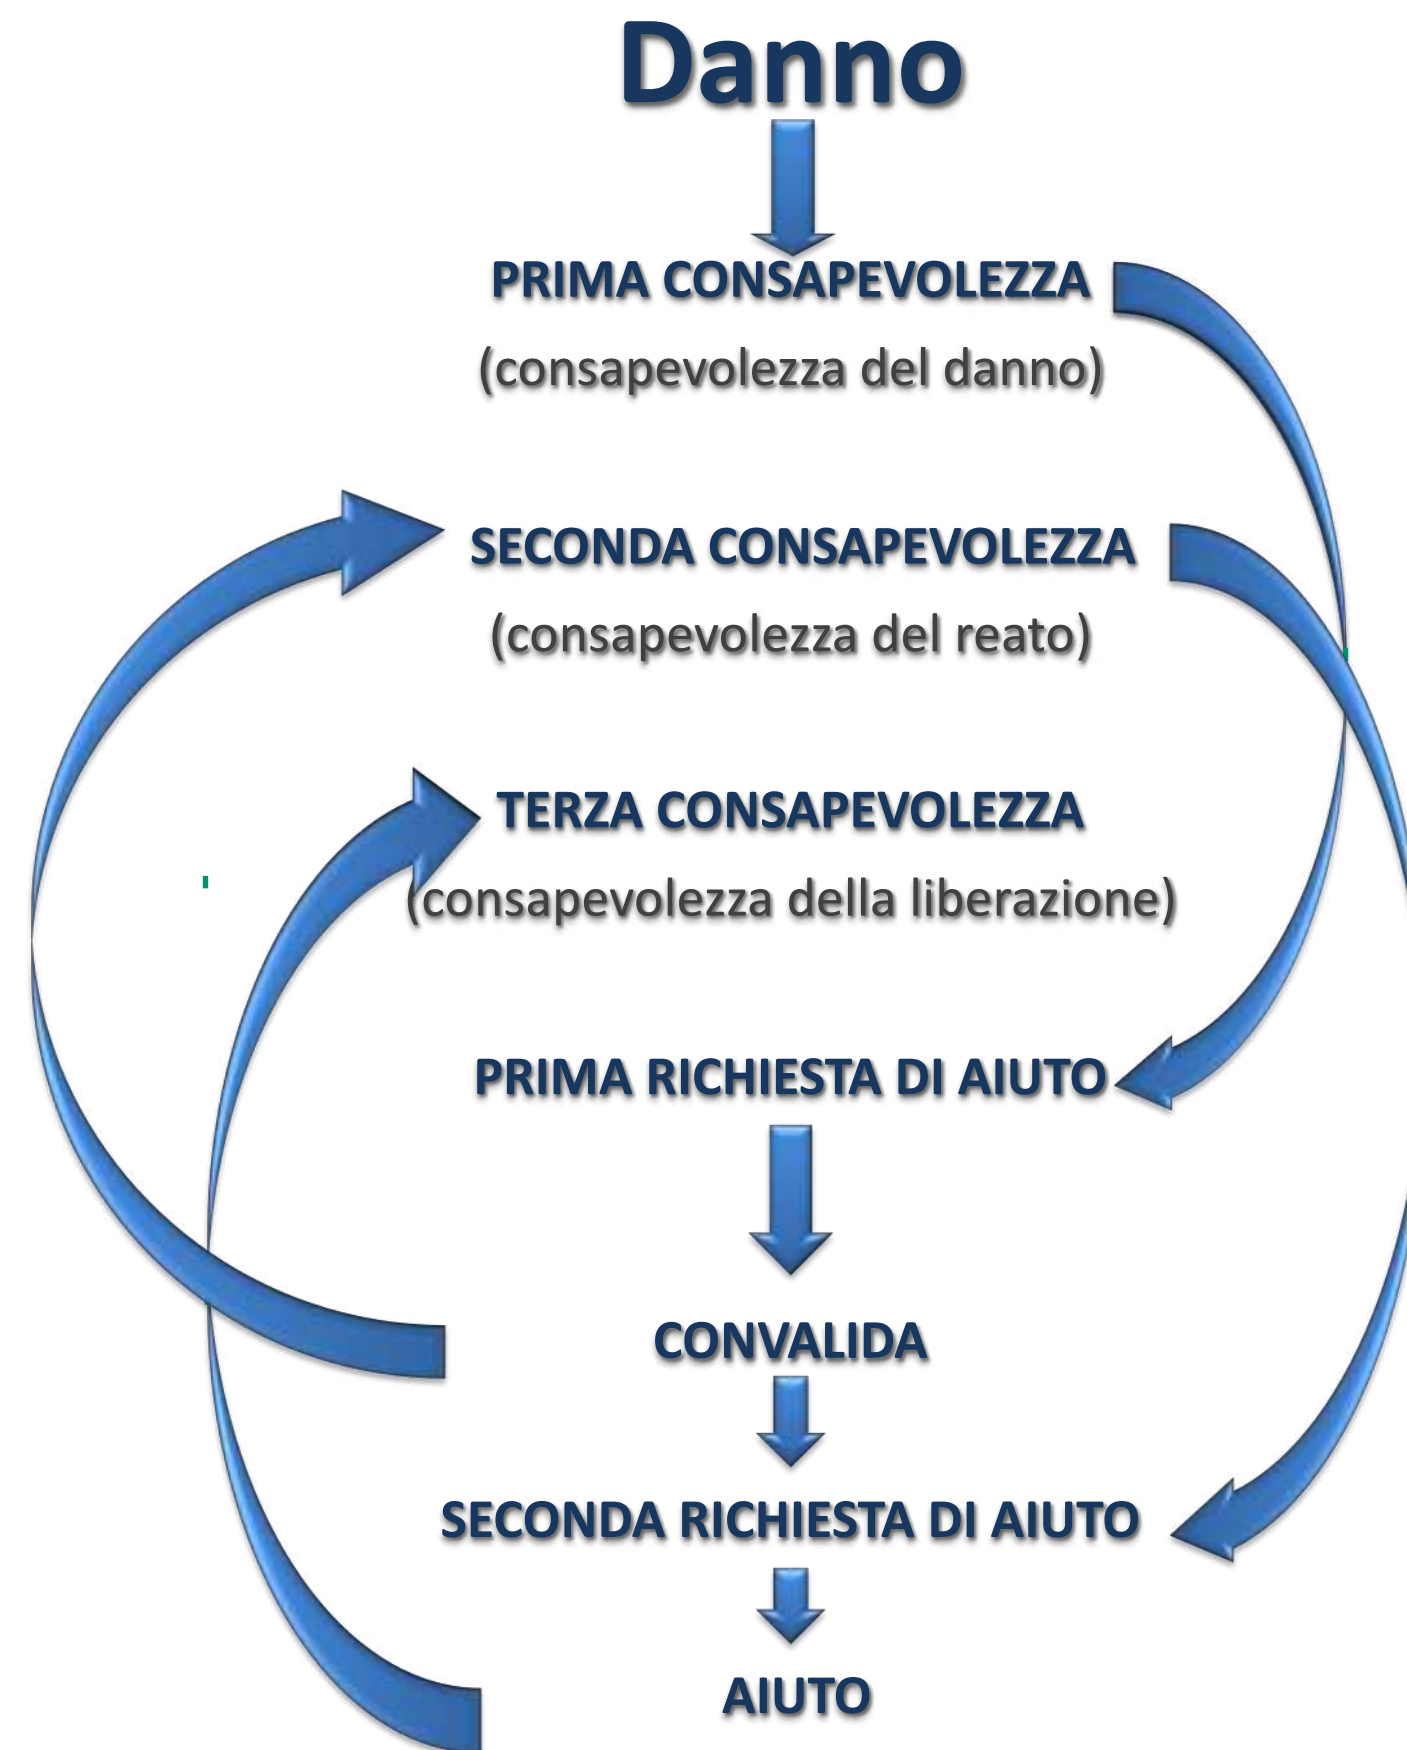 Danno
PRIMA CONSAPEVOLEZZA
(consapevolezza del danno)
SECONDA CONSAPEVOLEZZA
(consapevolezza del reato)
TERZA CONSAPEVOLEZZA
(consapevolezza della liberazione)
PRIMA RICHIESTA DI AIUTO
CONVALIDA
SECONDA RICHIESTA DI AIUTO
AIUTO